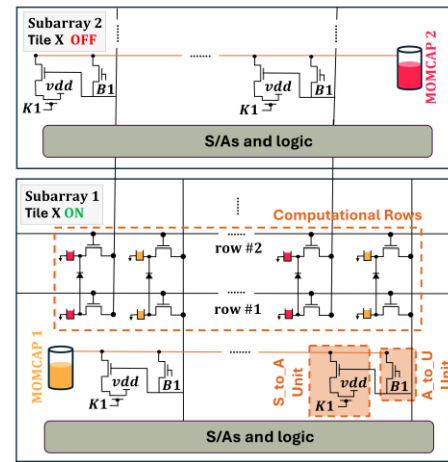 Subarray 2
Tile X OFF
vdd
K1
B1
vdd
K1
B1
MOMCAP 2
S/As and logic
Subarray 1
Tile X ON
Computational Rows
row #2
row #1
MOMCAP 1
vdd
K1
B1
S_to_A
Unit
vdd
K1
B1
A_to_U
Unit
S/As and logic